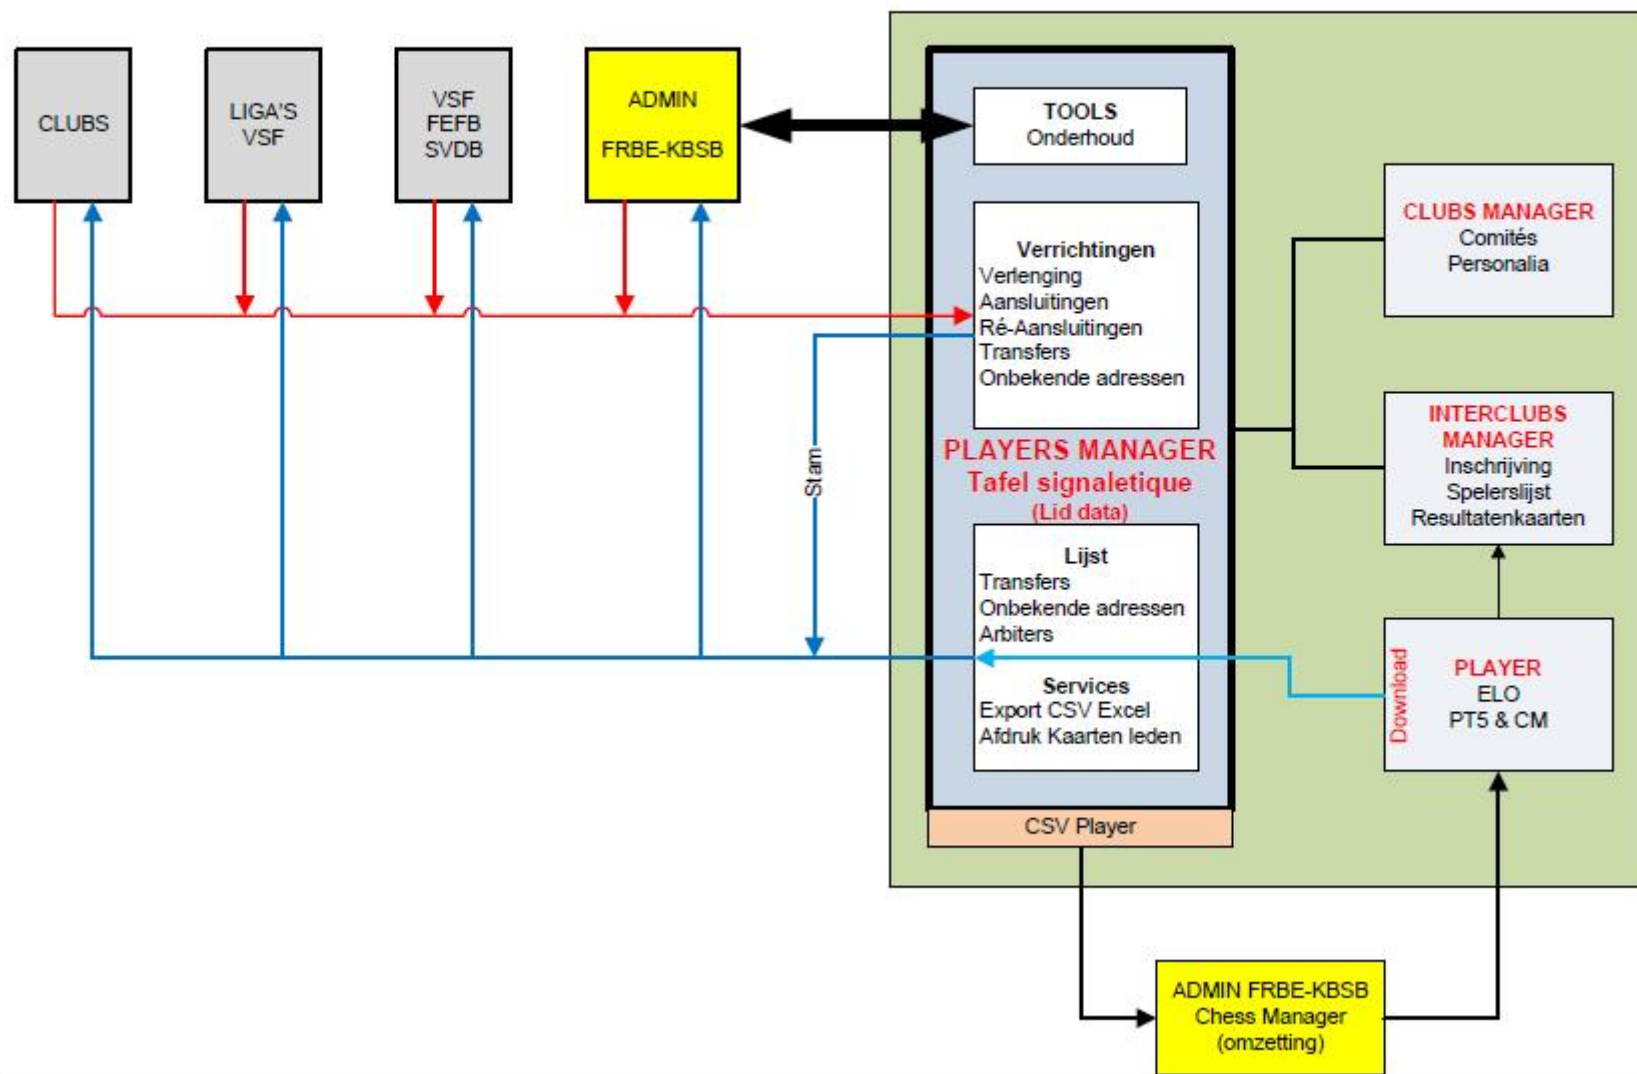 CLUBS
LIGA'S
VSF
VSF
FEFB
SVDB
ADMIN
FRBE-KBSB
TOOLS
Onderhoud
Verrichtingen
Verlenging
Aansluitingen
Ré-Aansluitingen
Transfers
Onbekende adressen
PLAYERS MANAGER
Tafel signaletique
(Lid data)
Stam
Lijst
Transfers
Onbekende adressen
Arbiters
Services
Export CSV Excel
Afdruk Kaarten leden
CSV Player
CLUBS MANAGER
Comités
Personalia
INTERCLUBS
MANAGER
Inschrijving
Spelerslijst
Resultatenkaarten
Download
PLAYER
ELO
PT5 & CM
ADMIN FRBE-KBSB
Chess Manager
(omzetting)